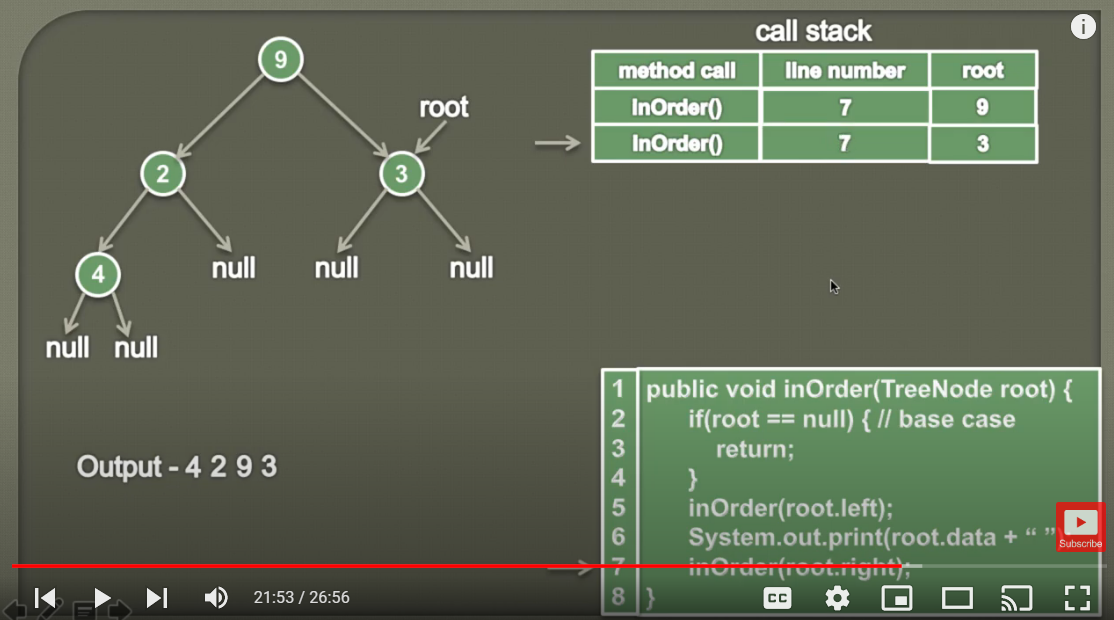 call stack
method call line number root
InOrder() 7 9
InOrder() 7 3
9
root
2 3
4 null null null
null null
Output - 4 2 9 3
1 public void inOrder(TreeNode root) {
2 if(root == null) { // base case
3 return;
4 }
5 inOrder(root.left);
6 System.out.print(root.data + “ ”)
7 inOrder(root.right);
8 }
Subscribe
21:53 / 26:56
CC